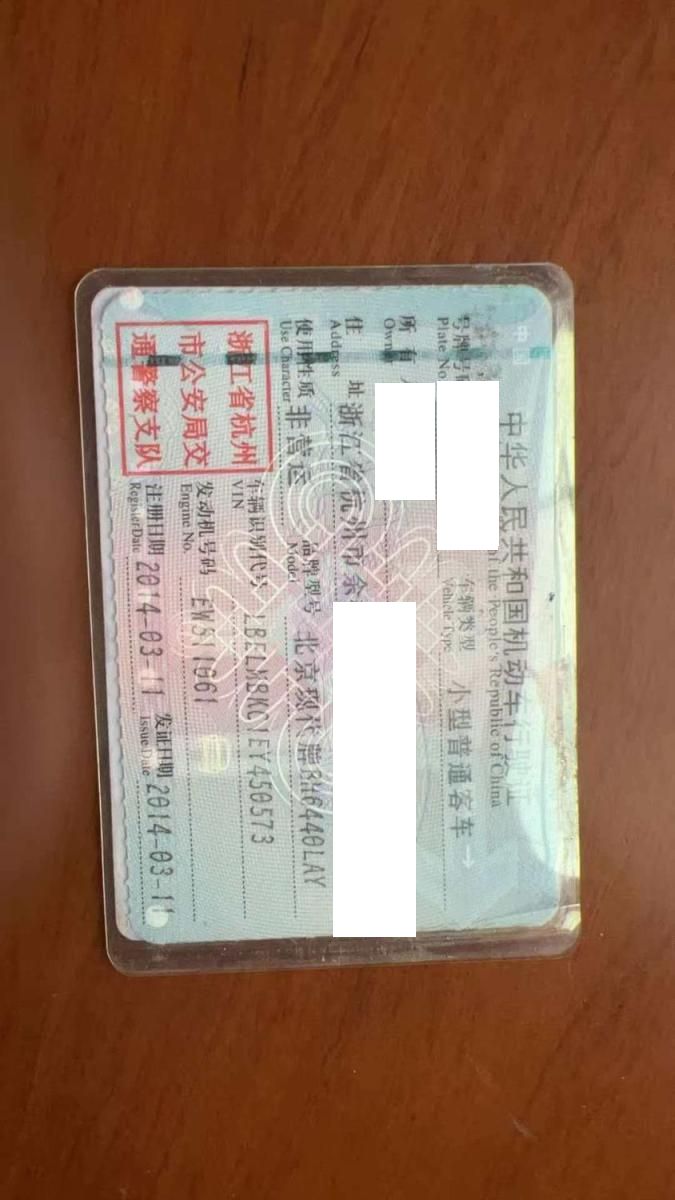 中华人民共和国机动车行驶证
of the People's Republic of China
号牌号码 车辆类型 小型普通客车→
Plate No. Vehicle Type
所有人
Owner
住 址 浙江省杭州市余
Address
使用性质 非营运 品牌型号 北京现代牌BH6440LAY
Use Character Model
浙江省杭州
市公安局交
通警察支队
车辆识别代号 LBELMBKC1EY450573
VIN
发动机号码 EW511061
Engine No.
注册日期 2014-03-11 发证日期 2014-03-11
Register Date Issue Date